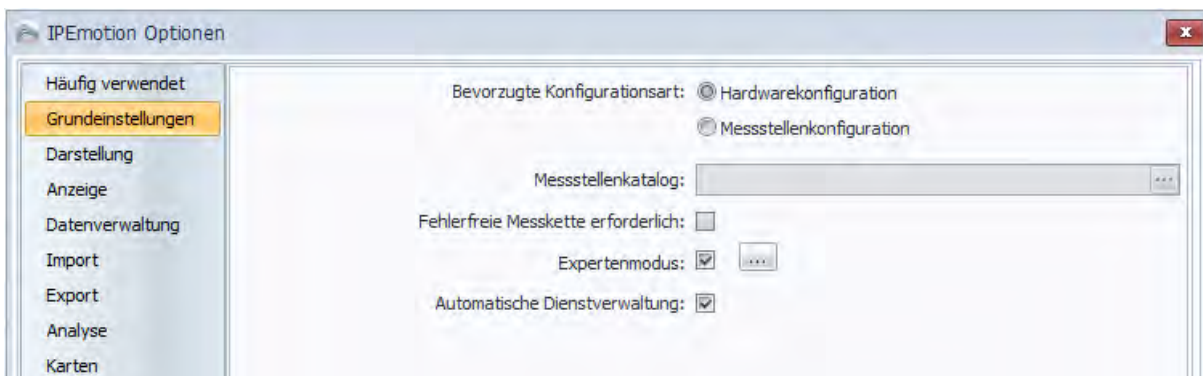 IPEmotion Optionen
Häufig verwendet
Grundeinstellungen
Darstellung
Anzeige
Datenverwaltung
Import
Export
Analyse
Karten
Bevorzugte Konfigurationsart: Hardwarekonfiguration
Messstellenkonfiguration
Messstellenkatalog: ...
Fehlerfreie Messkette erforderlich:
Expertenmodus: ...
Automatische Dienstverwaltung: